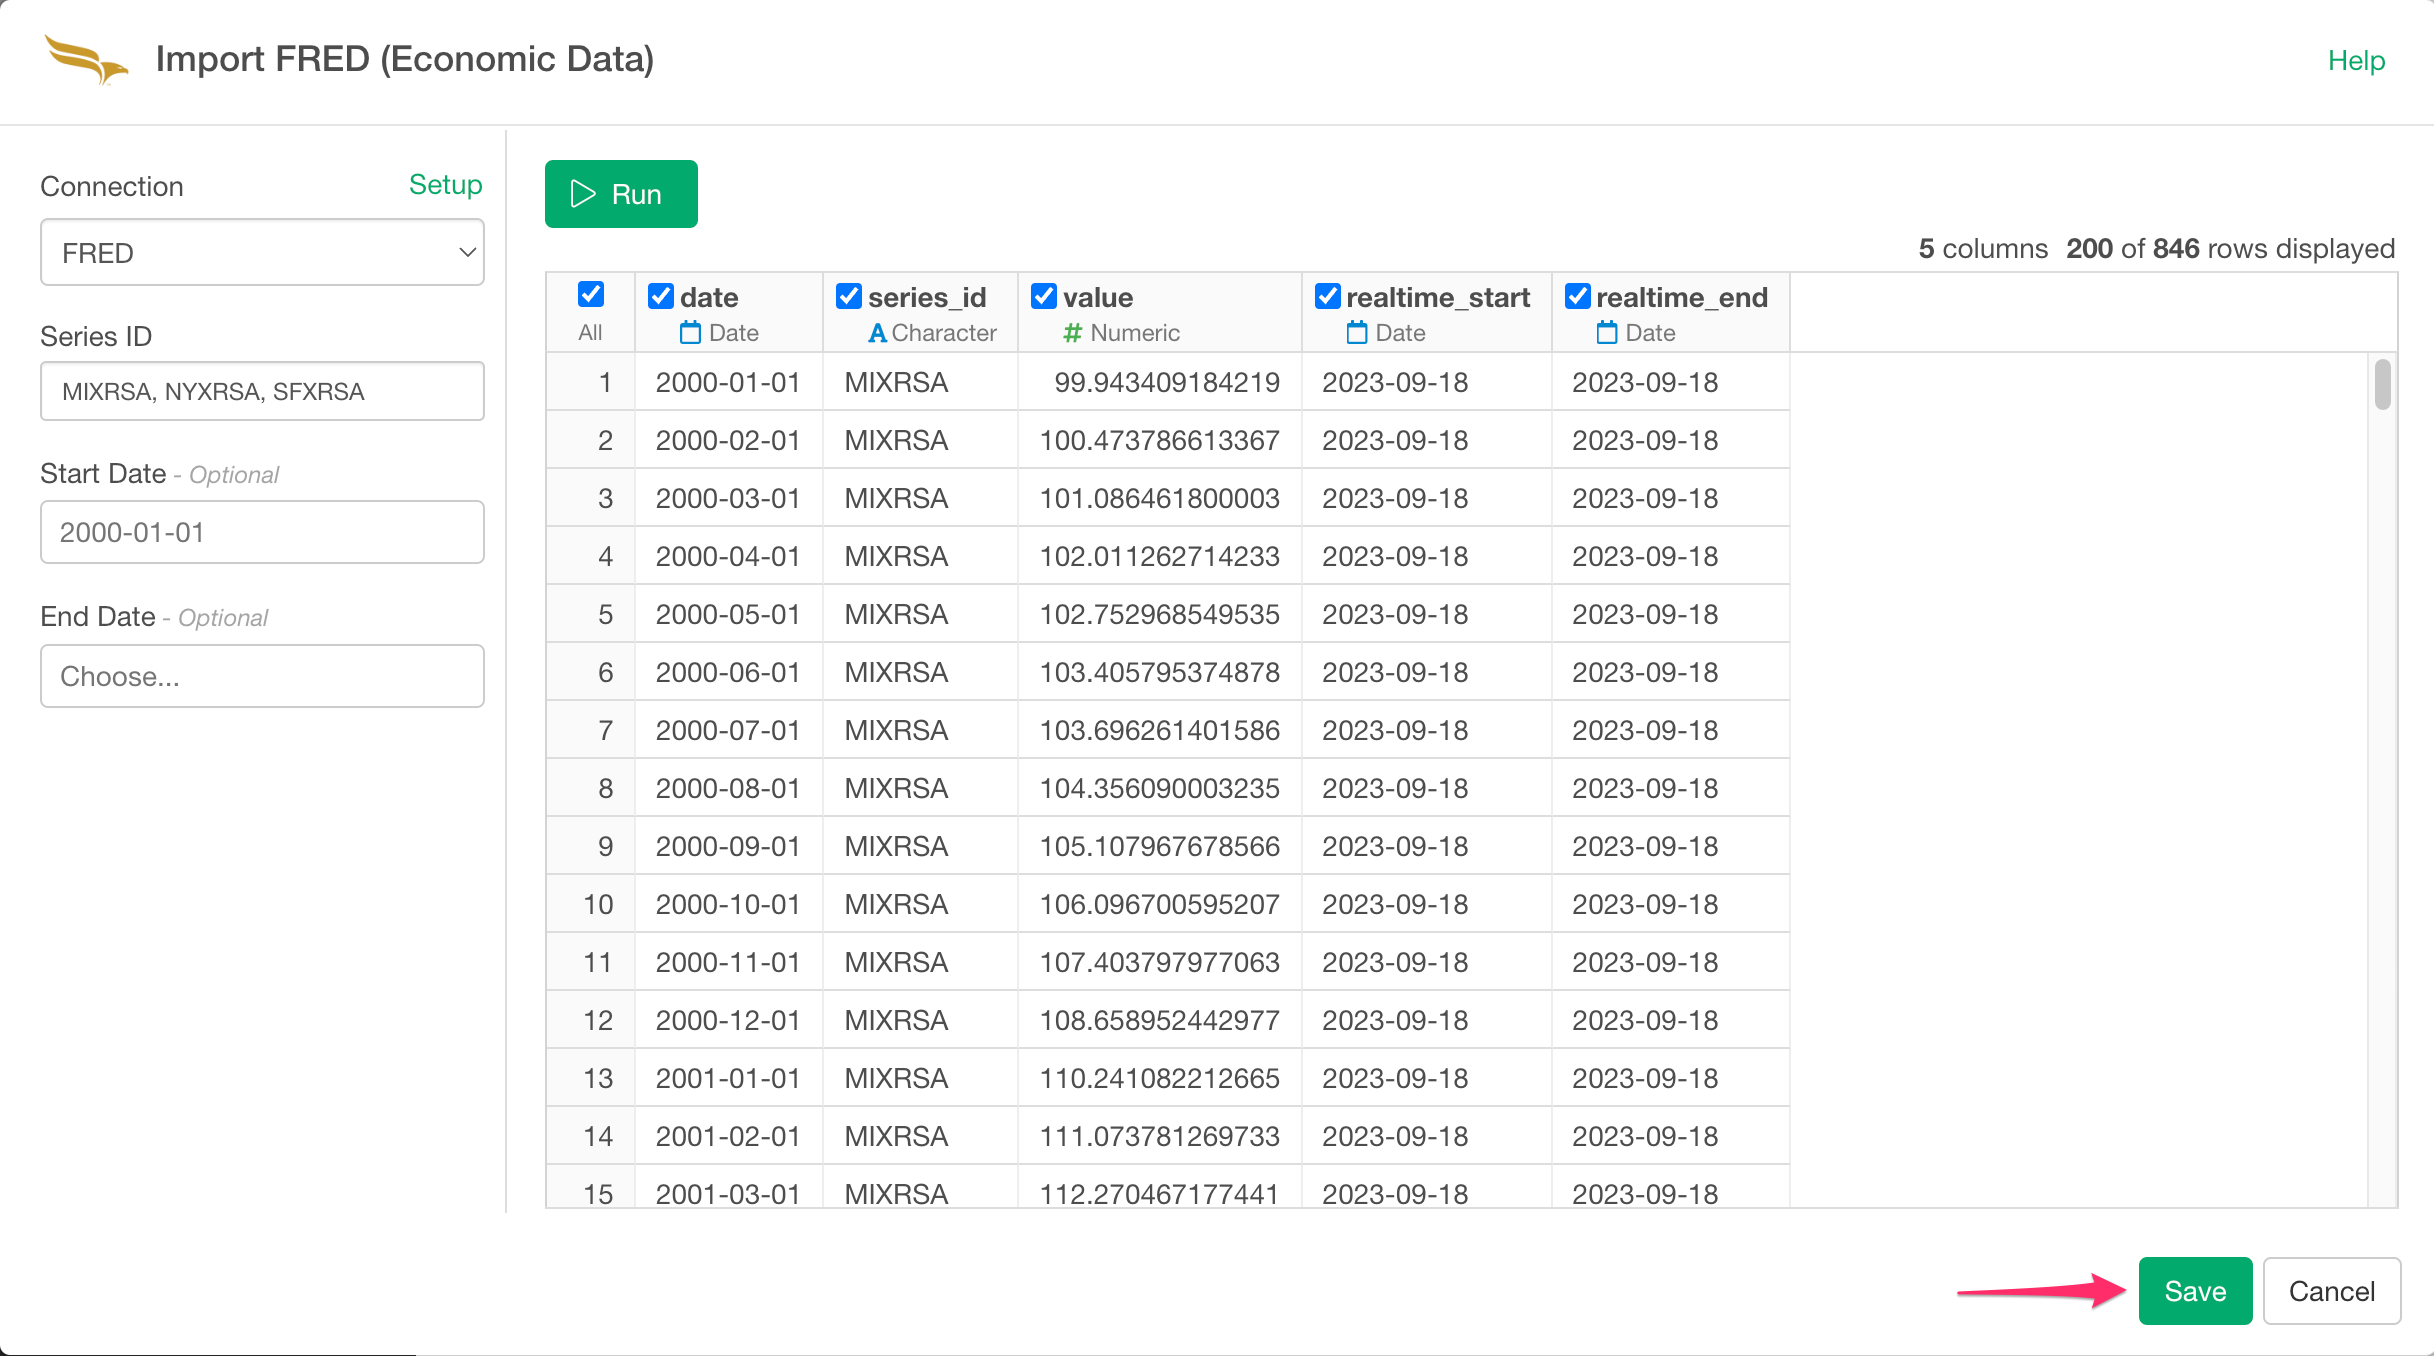 Import FRED (Economic Data)
Help
Connection
Setup
FRED
Series ID
MIXRSA, NYXRSA, SFXRSA
Start Date - Optional
2000-01-01
End Date - Optional
Choose...
Run
5 columns 200 of 846 rows displayed
All
date
Date
series_id
A Character
value
# Numeric
realtime_start
Date
realtime_end
Date
1 2000-01-01 MIXRSA 99.943409184219 2023-09-18 2023-09-18
2 2000-02-01 MIXRSA 100.473786613367 2023-09-18 2023-09-18
3 2000-03-01 MIXRSA 101.086461800003 2023-09-18 2023-09-18
4 2000-04-01 MIXRSA 102.011262714233 2023-09-18 2023-09-18
5 2000-05-01 MIXRSA 102.752968549535 2023-09-18 2023-09-18
6 2000-06-01 MIXRSA 103.405795374878 2023-09-18 2023-09-18
7 2000-07-01 MIXRSA 103.696261401586 2023-09-18 2023-09-18
8 2000-08-01 MIXRSA 104.356090003235 2023-09-18 2023-09-18
9 2000-09-01 MIXRSA 105.107967678566 2023-09-18 2023-09-18
10 2000-10-01 MIXRSA 106.096700595207 2023-09-18 2023-09-18
11 2000-11-01 MIXRSA 107.403797977063 2023-09-18 2023-09-18
12 2000-12-01 MIXRSA 108.658952442977 2023-09-18 2023-09-18
13 2001-01-01 MIXRSA 110.241082212665 2023-09-18 2023-09-18
14 2001-02-01 MIXRSA 111.073781269733 2023-09-18 2023-09-18
15 2001-03-01 MIXRSA 112.270467177441 2023-09-18 2023-09-18
Save
Cancel